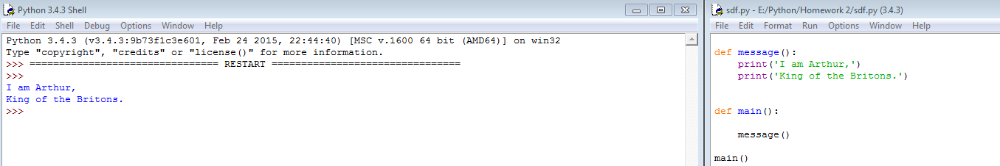 Python 3.4.3 Shell
File Edit Shell Debug Options Window Help
Python 3.4.3 (v3.4.3:9b73f1c3e601, Feb 24 2015, 22:44:40) [MSC v.1600 64 bit (AMD64)] on win32
Type "copyright", "credits" or "license()" for more information.
>>> ================================ RESTART ================================
>>>
I am Arthur,
King of the Britons.
>>>
sdf.py - E:/Python/Homework 2/sdf.py (3.4.3)
File Edit Format Run Options Window Help
def message():
    print('I am Arthur,')
    print('King of the Britons.')
def main():
    message()
main()